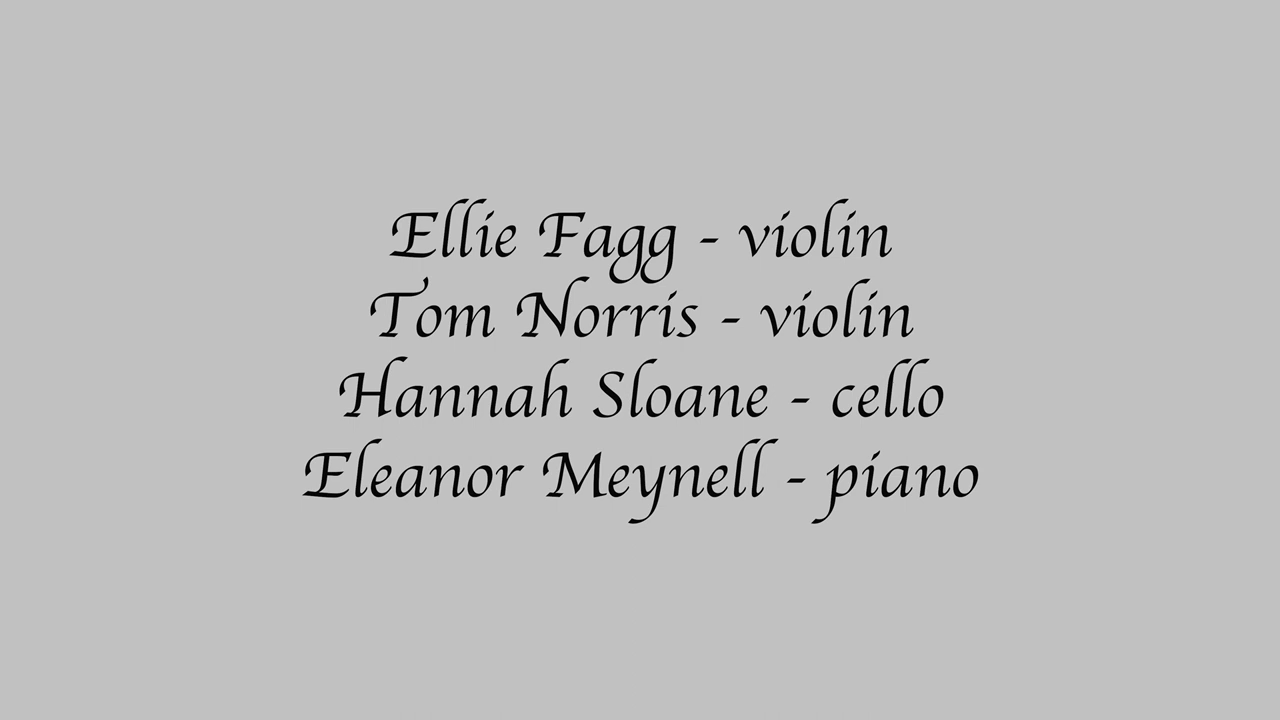 Ellie Fagg - violin
Tom Norris - violin
Hannah Sloane - cello
Eleanor Meynell - piano